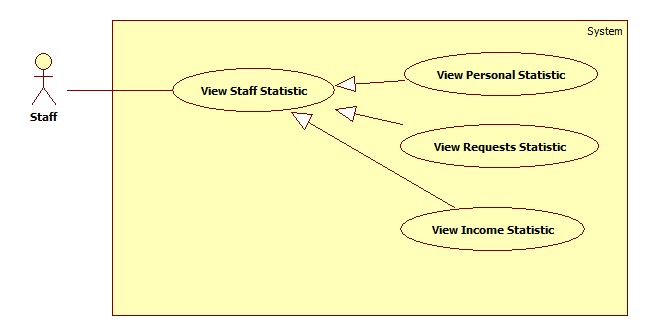 System
View Personal Statistic
View Staff Statistic
Staff
View Requests Statistic
View Income Statistic